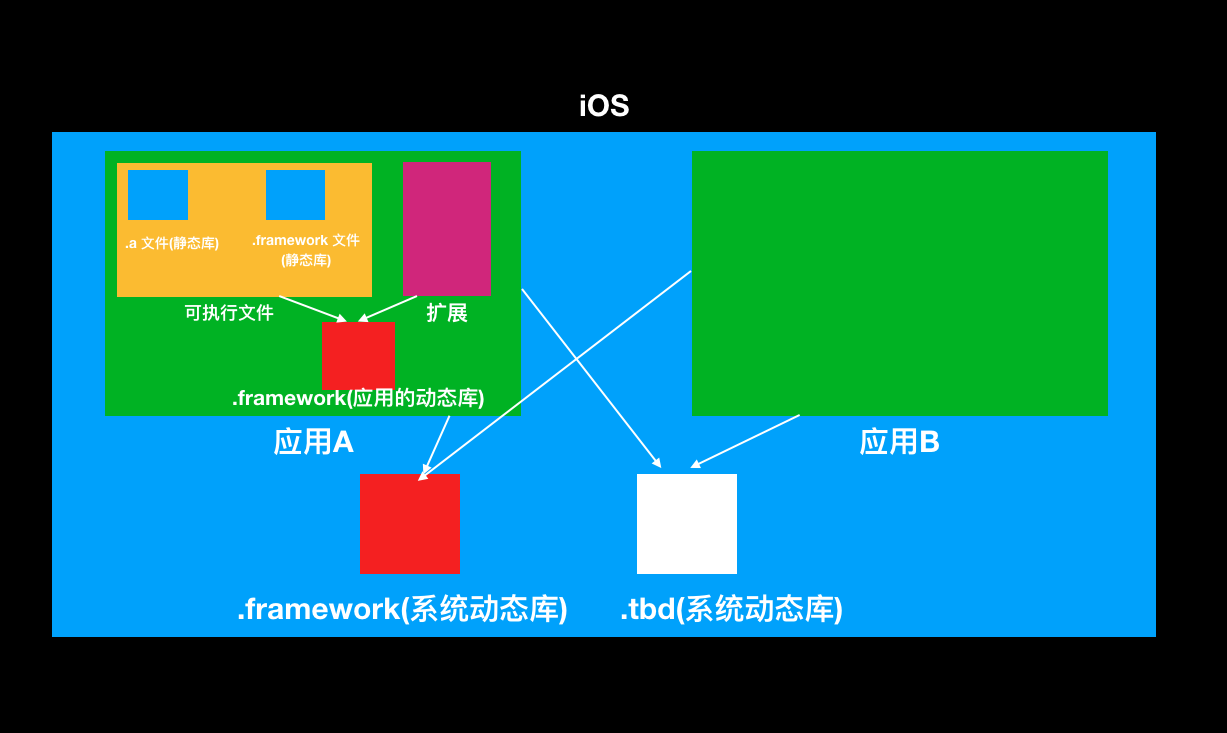 iOS
.a 文件(静态库)
.framework 文件
(静态库)
可执行文件
扩展
.framework(应用的动态库)
应用A
应用B
.framework(系统动态库)
.tbd(系统动态库)